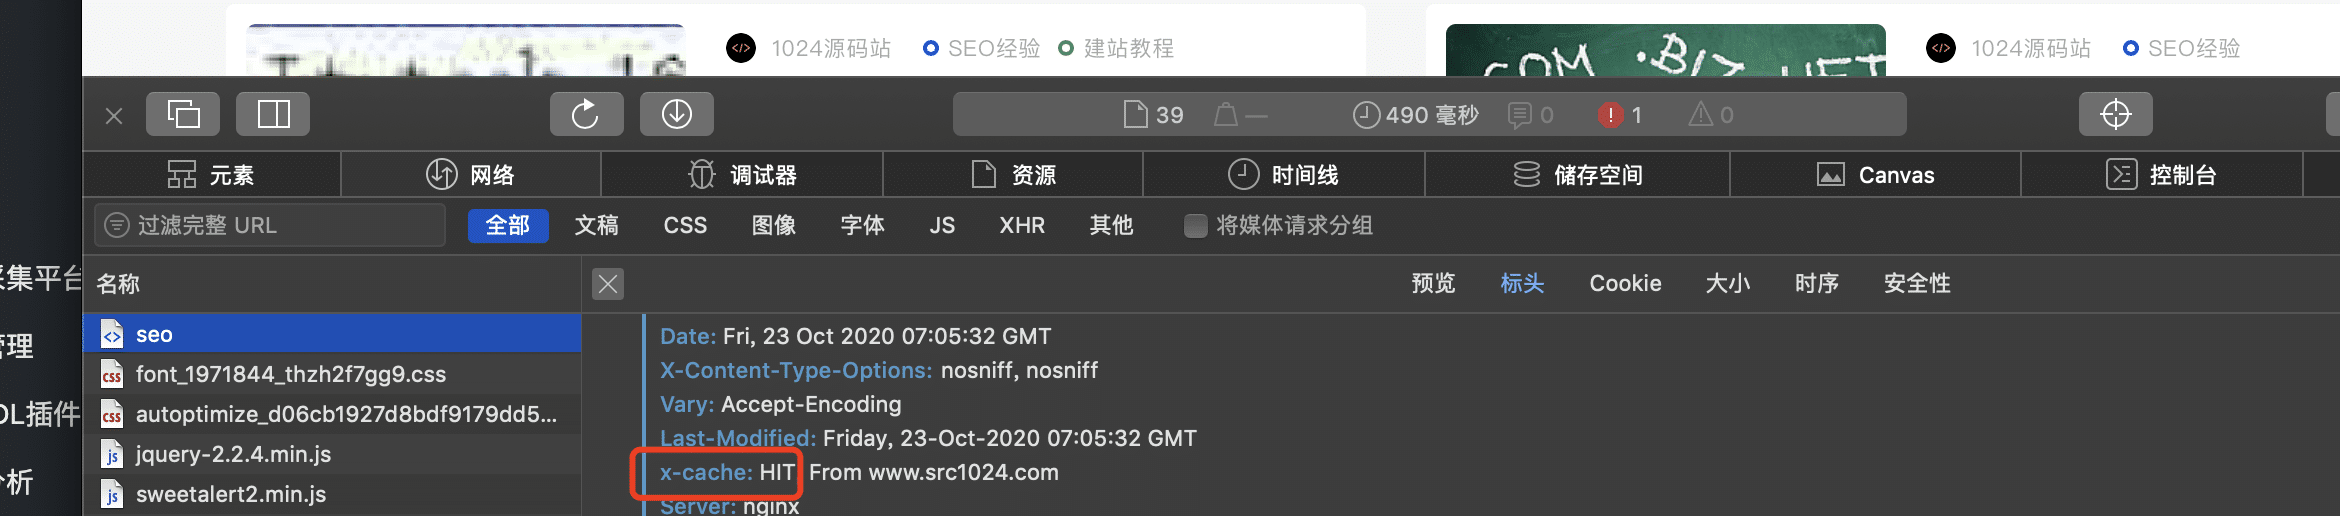 1024源码站 SEO经验 建站教程
1024源码站 SEO经验
COM .BIZ .NET
39 — 490 毫秒 0 1 0
元素 网络 调试器 资源 时间线 储存空间 Canvas 控制台
过滤完整 URL 全部 文稿 CSS 图像 字体 JS XHR 其他 将媒体请求分组
名称 预览 标头 Cookie 大小 时序 安全性
采集平台
管理
OL插件
分析
seo
font_1971844_thzh2f7gg9.css
autoptimize_d06cb1927d8bdf9179dd5...
jquery-2.2.4.min.js
sweetalert2.min.js
Date: Fri, 23 Oct 2020 07:05:32 GMT
X-Content-Type-Options: nosniff, nosniff
Vary: Accept-Encoding
Last-Modified: Friday, 23-Oct-2020 07:05:32 GMT
x-cache: HIT From www.src1024.com
Server: nginx